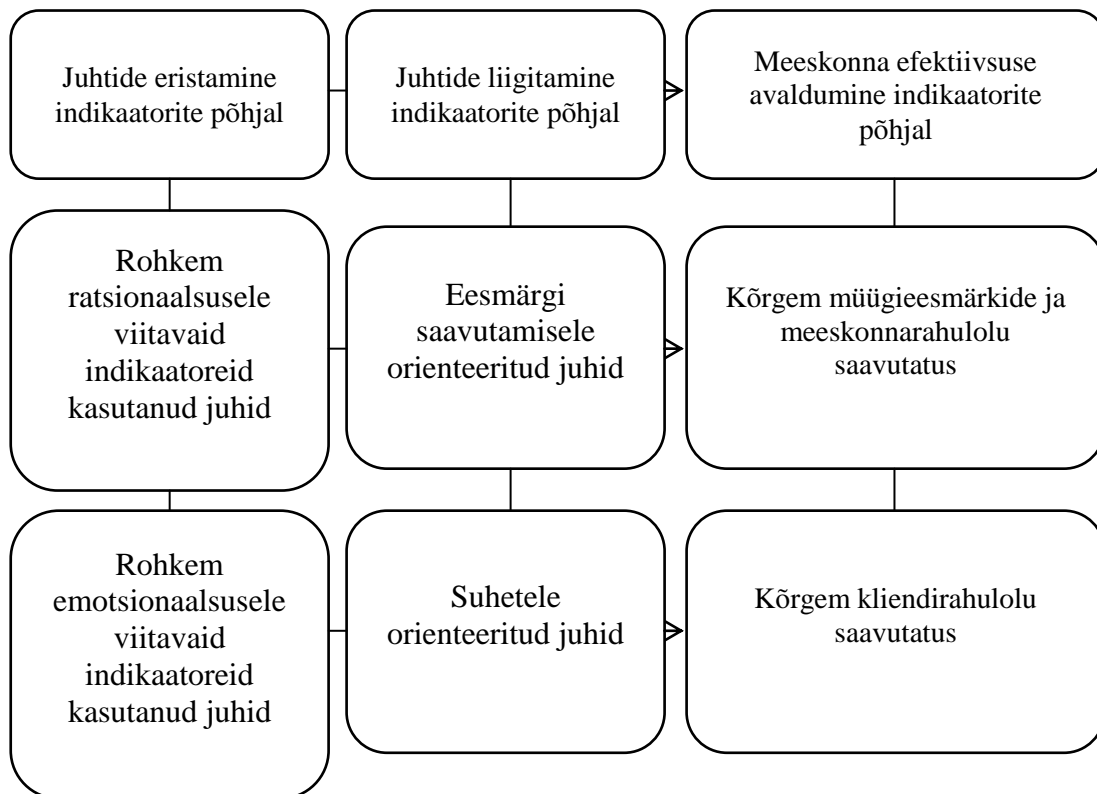 Juhtide eristamine
indikaatorite põhjal
Juhtide liigitamine
indikaatorite põhjal
Meeskonna efektiivsuse
avaldumine indikaatorite
põhjal
Rohkem
ratsionaalsusele
viitavaid
indikaatoreid
kasutanud juhid
Eesmärgi
saavutamisele
orienteeritud juhid
Kõrgem müügieesmärkide ja
meeskonnarahulolu
saavutatus
Rohkem
emotsionaalsusele
viitavaid
indikaatoreid
kasutanud juhid
Suhetele
orienteeritud juhid
Kõrgem kliendirahulolu
saavutatus